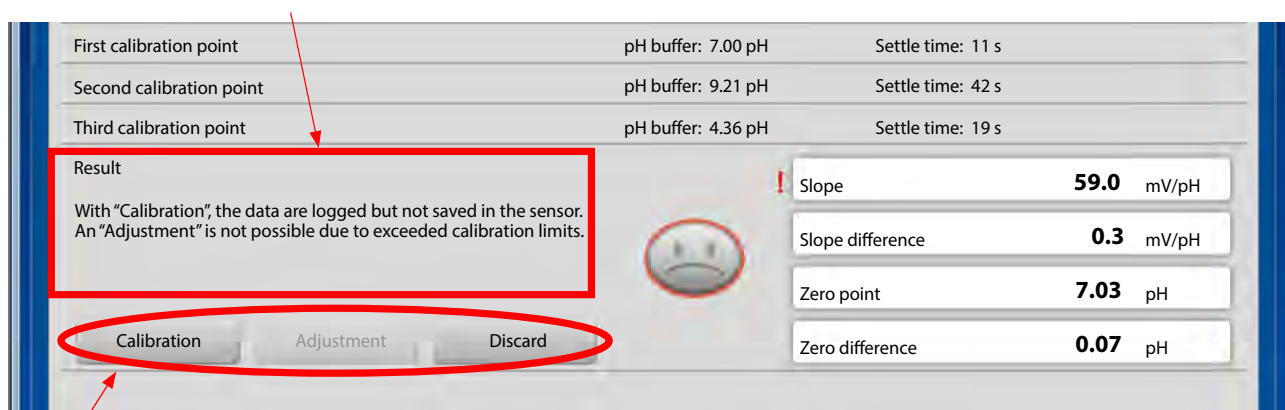 First calibration point pH buffer: 7.00 pH Settle time: 11 s
Second calibration point pH buffer: 9.21 pH Settle time: 42 s
Third calibration point pH buffer: 4.36 pH Settle time: 19 s
Result
With “Calibration”, the data are logged but not saved in the sensor.
An “Adjustment” is not possible due to exceeded calibration limits.
Calibration Adjustment Discard
! Slope 59.0 mV/pH
Slope difference 0.3 mV/pH
Zero point 7.03 pH
Zero difference 0.07 pH